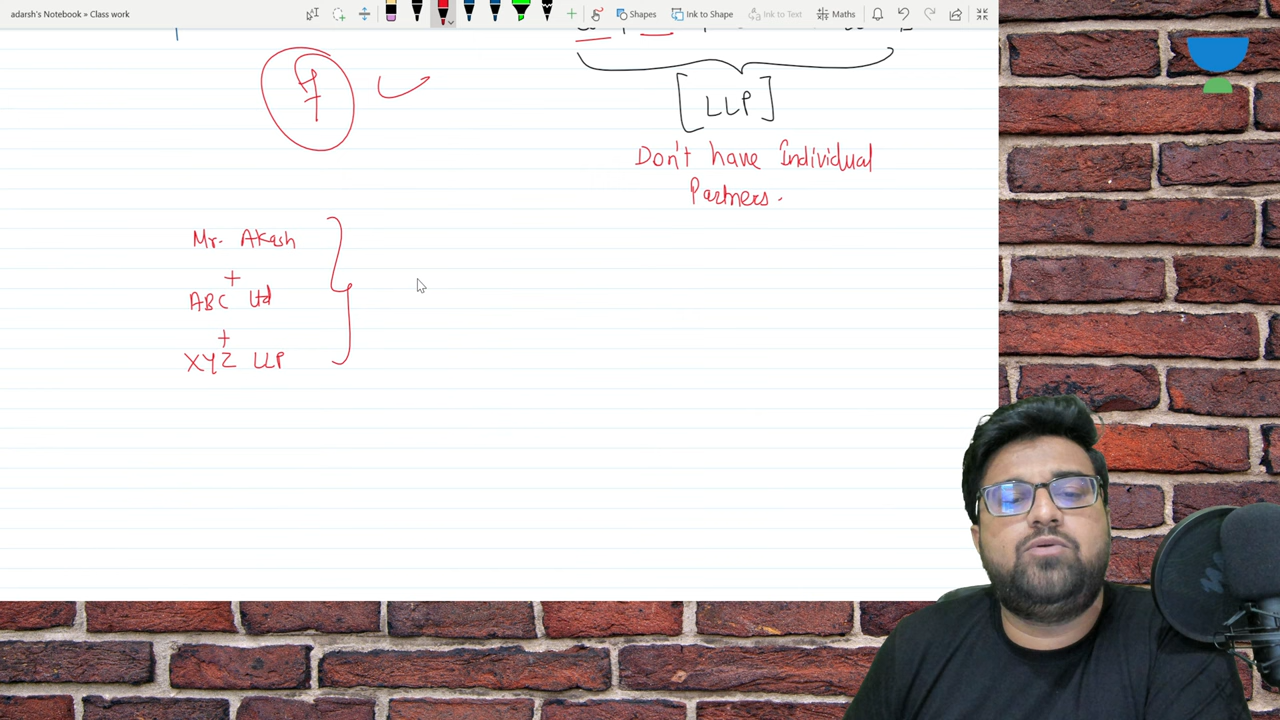 adarsh's Notebook » Class work
Shapes
Ink to Shape
Ink to Text
Maths
[LLP]
Don't have Individual
Partners.
Mr. Akash
+
ABC Ltd
+
XYZ LLP